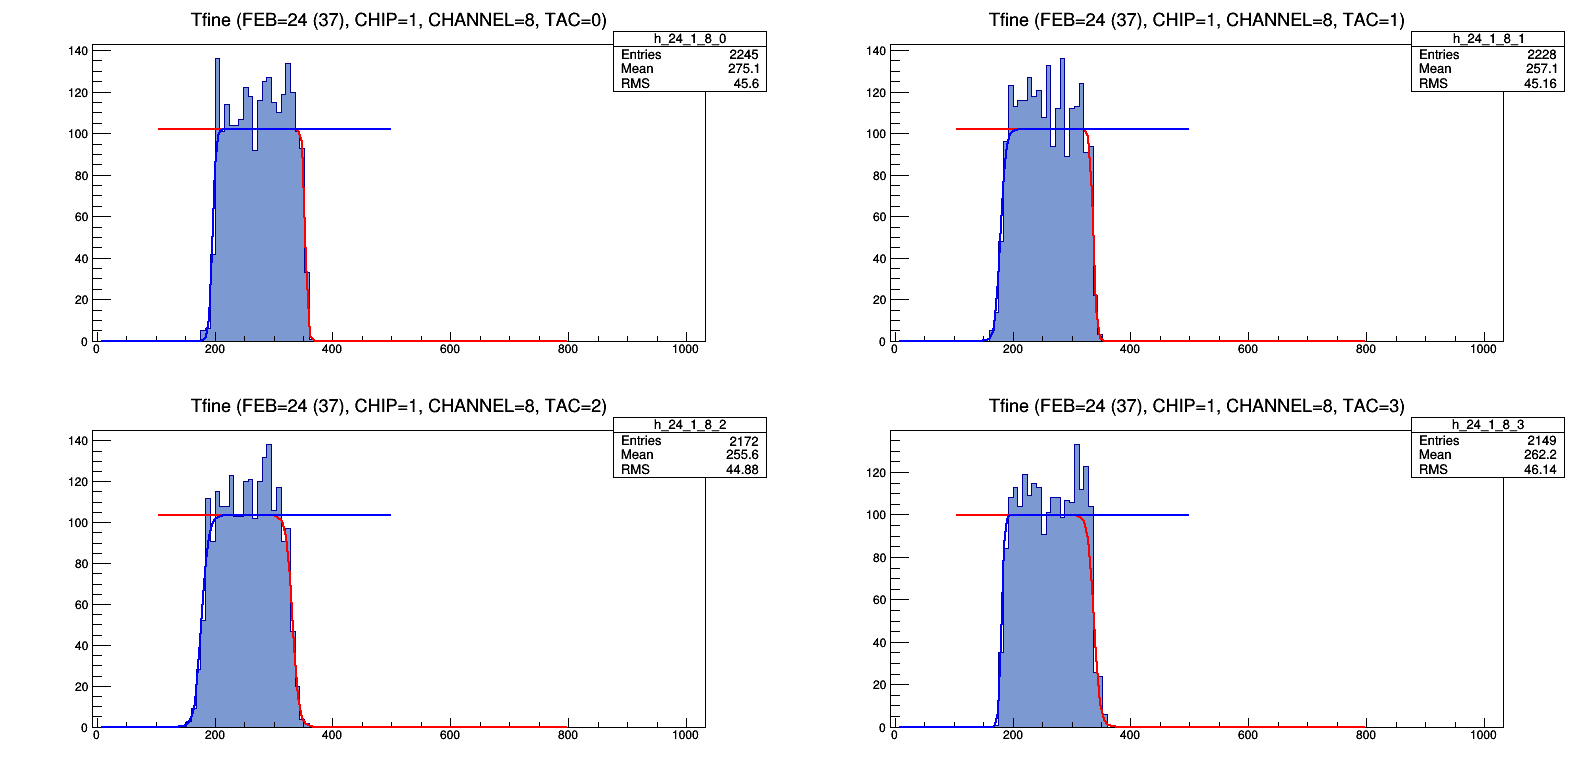 Tfine (FEB=24 (37), CHIP=1, CHANNEL=8, TAC=0)
h_24_1_8_0
Entries 2245
Mean 275.1
RMS 45.6
140
120
100
80
60
40
20
0
0 200 400 600 800 1000
Tfine (FEB=24 (37), CHIP=1, CHANNEL=8, TAC=1)
h_24_1_8_1
Entries 2228
Mean 257.1
RMS 45.16
140
120
100
80
60
40
20
0
0 200 400 600 800 1000
Tfine (FEB=24 (37), CHIP=1, CHANNEL=8, TAC=2)
h_24_1_8_2
Entries 2172
Mean 255.6
RMS 44.88
140
120
100
80
60
40
20
0
0 200 400 600 800 1000
Tfine (FEB=24 (37), CHIP=1, CHANNEL=8, TAC=3)
h_24_1_8_3
Entries 2149
Mean 262.2
RMS 46.14
120
100
80
60
40
20
0
0 200 400 600 800 1000